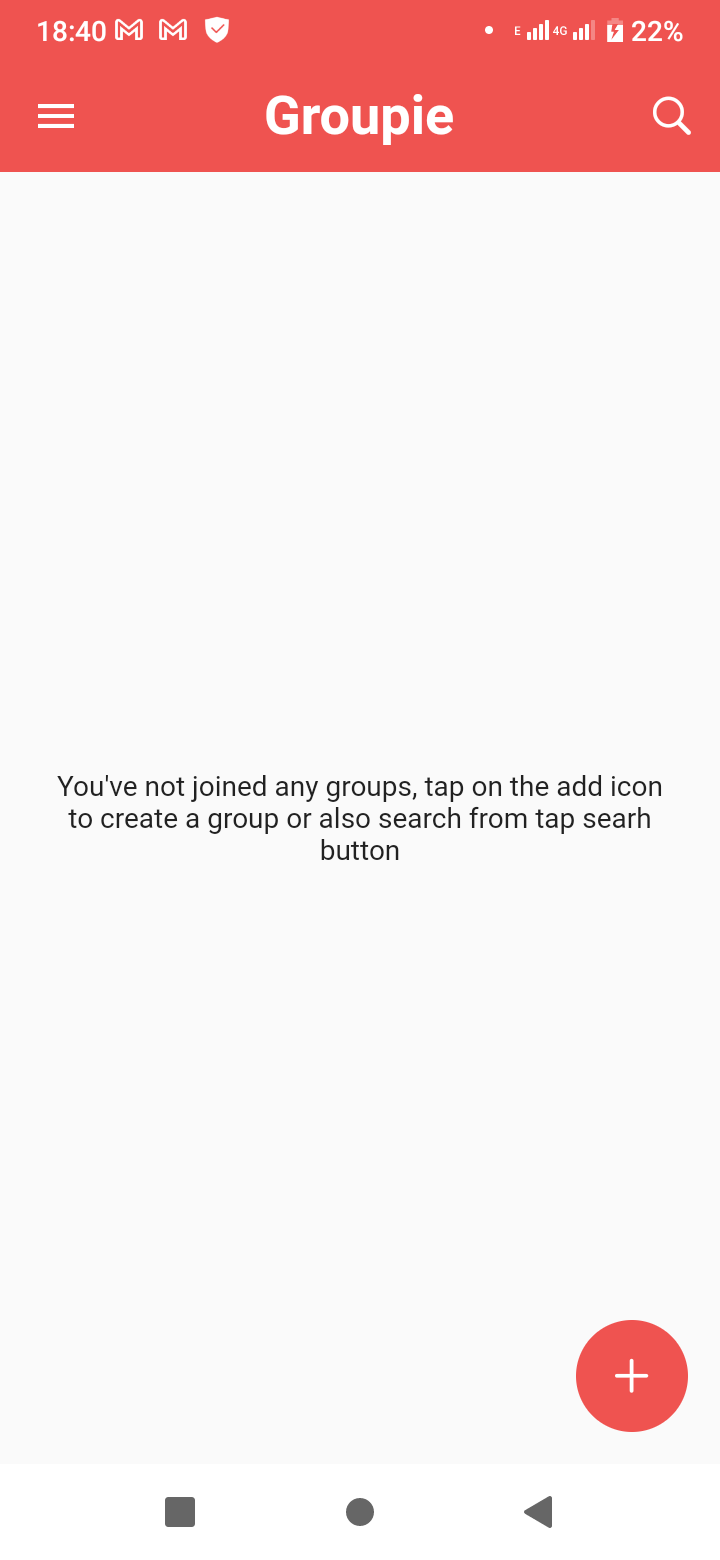 18:40
E 4G 22%
Groupie
You've not joined any groups, tap on the add icon
to create a group or also search from tap searh
button